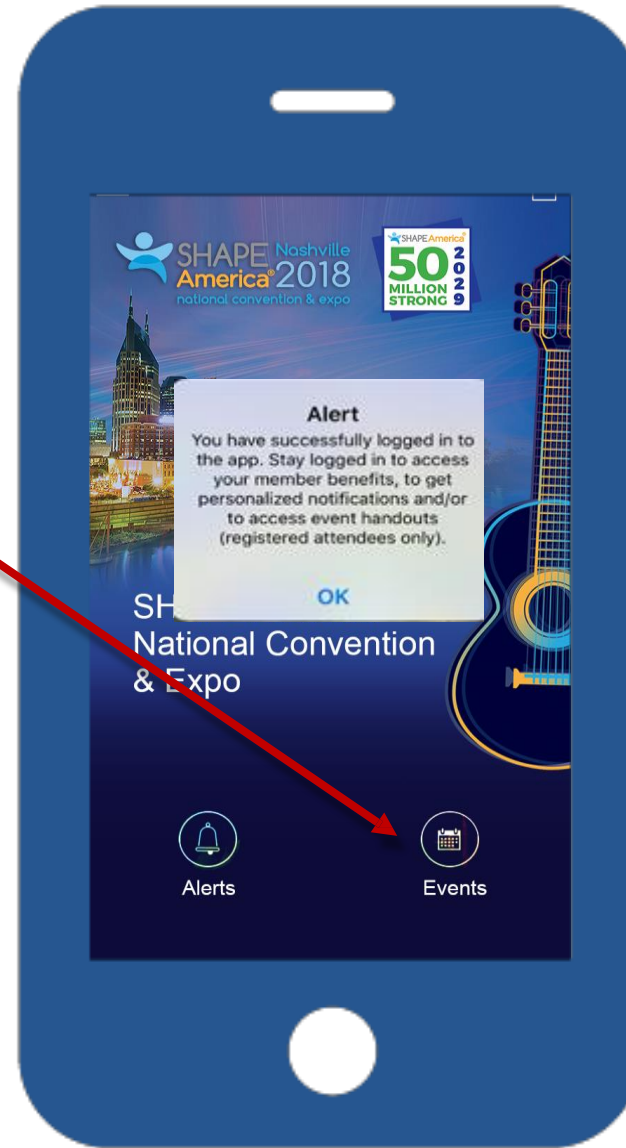 SHAPE Nashville
America® 2018
national convention & expo
SHAPE America®
50
MILLION
STRONG
2029
Alert
You have successfully logged in to
the app. Stay logged in to access
your member benefits, to get
personalized notifications and/or
to access event handouts
(registered attendees only).
OK
SH
National Convention
& Expo
Alerts
Events